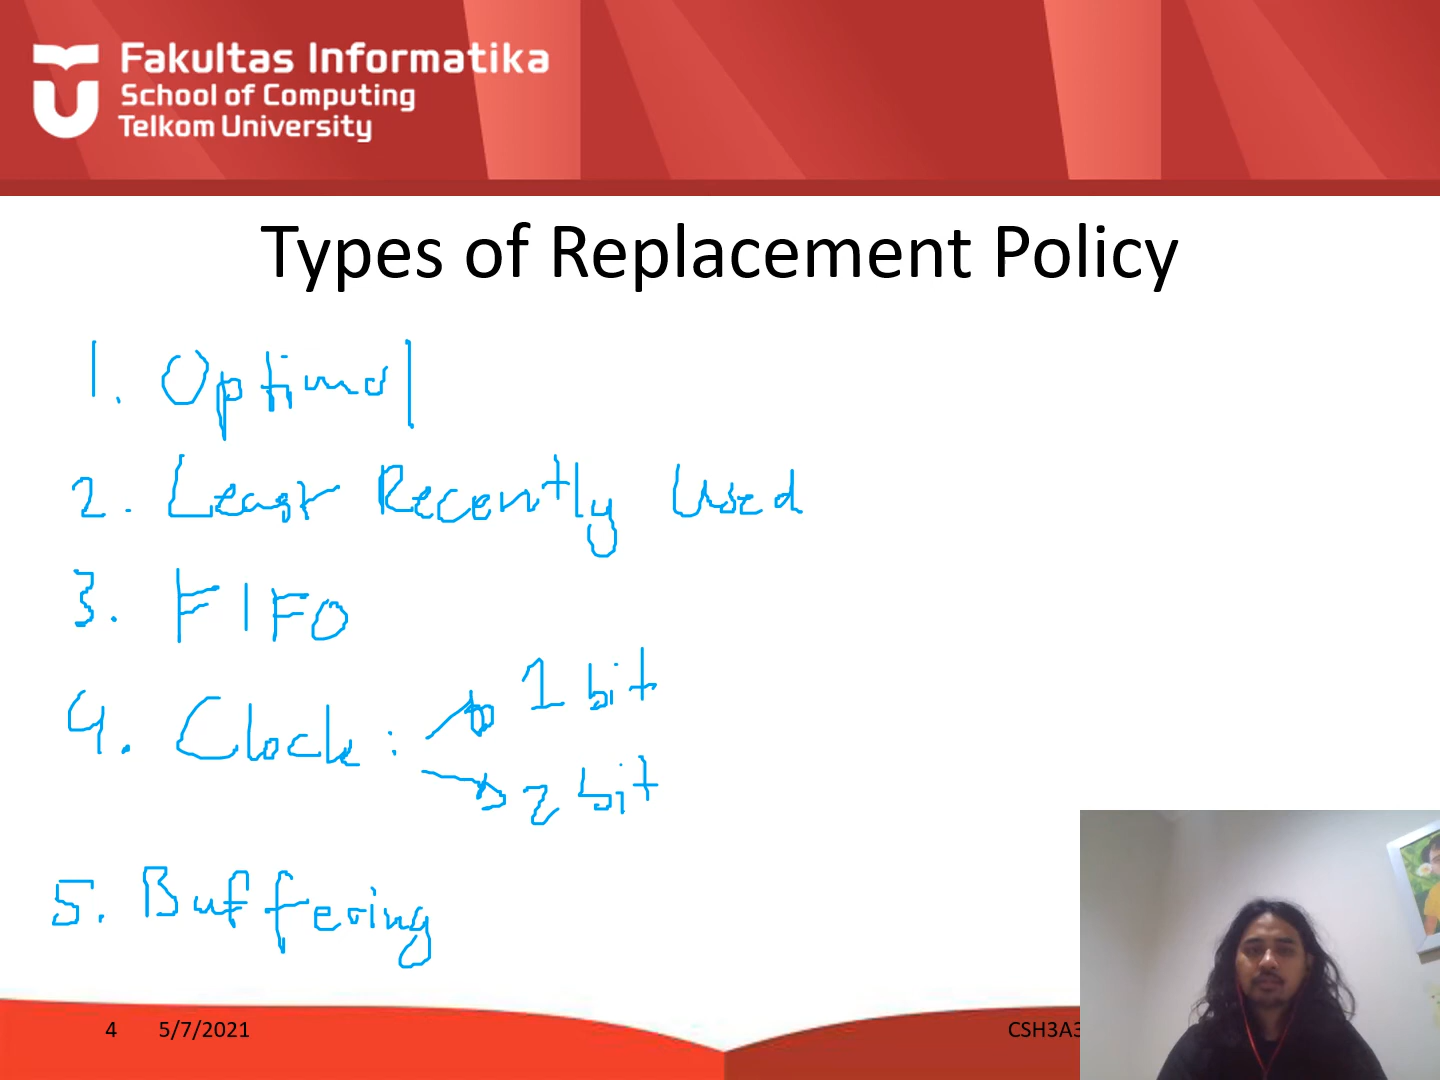 Fakultas Informatika
School of Computing
Telkom University
Types of Replacement Policy
1. Optimal
2. Least Recently Used
3. FIFO
4. Clock : 1 bit
2 bit
5. Buffering
4 5/7/2021 CSH3A3